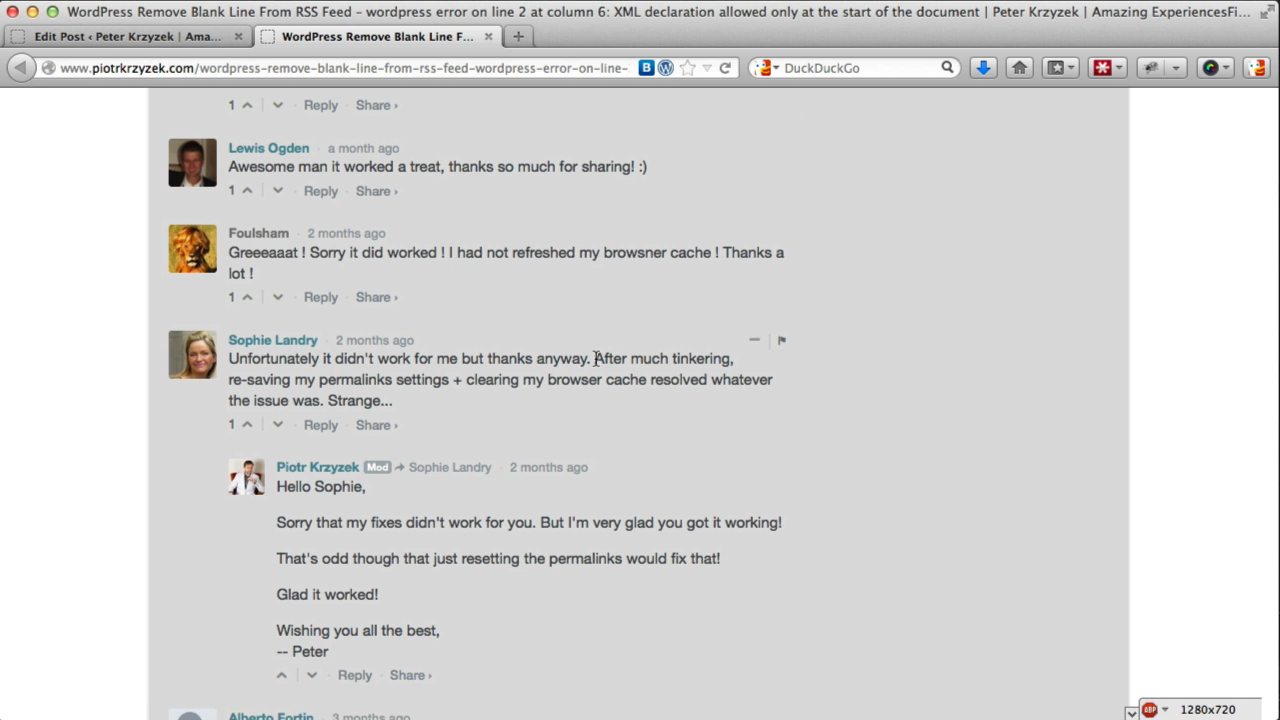 WordPress Remove Blank Line From RSS Feed – wordpress error on line 2 at column 6: XML declaration allowed only at the start of the document | Peter Krzyzek | Amazing ExperiencesFi...
Edit Post ‹ Peter Krzyzek | Ama...
WordPress Remove Blank Line F...
www.piotrkrzyzek.com/wordpress-remove-blank-line-from-rss-feed-wordpress-error-on-line-
DuckDuckGo
1 · Reply · Share ›
Lewis Ogden · a month ago
Awesome man it worked a treat, thanks so much for sharing! :)
1 · Reply · Share ›
Foulsham · 2 months ago
Greeeaaat ! Sorry it did worked ! I had not refreshed my browsner cache ! Thanks a
lot !
1 · Reply · Share ›
Sophie Landry · 2 months ago
Unfortunately it didn't work for me but thanks anyway. After much tinkering,
re-saving my permalinks settings + clearing my browser cache resolved whatever
the issue was. Strange...
1 · Reply · Share ›
Piotr Krzyzek Mod Sophie Landry · 2 months ago
Hello Sophie,
Sorry that my fixes didn't work for you. But I'm very glad you got it working!
That's odd though that just resetting the permalinks would fix that!
Glad it worked!
Wishing you all the best,
-- Peter
· Reply · Share ›
Alberto Fortin · 3 months ago
ABP 1280x720